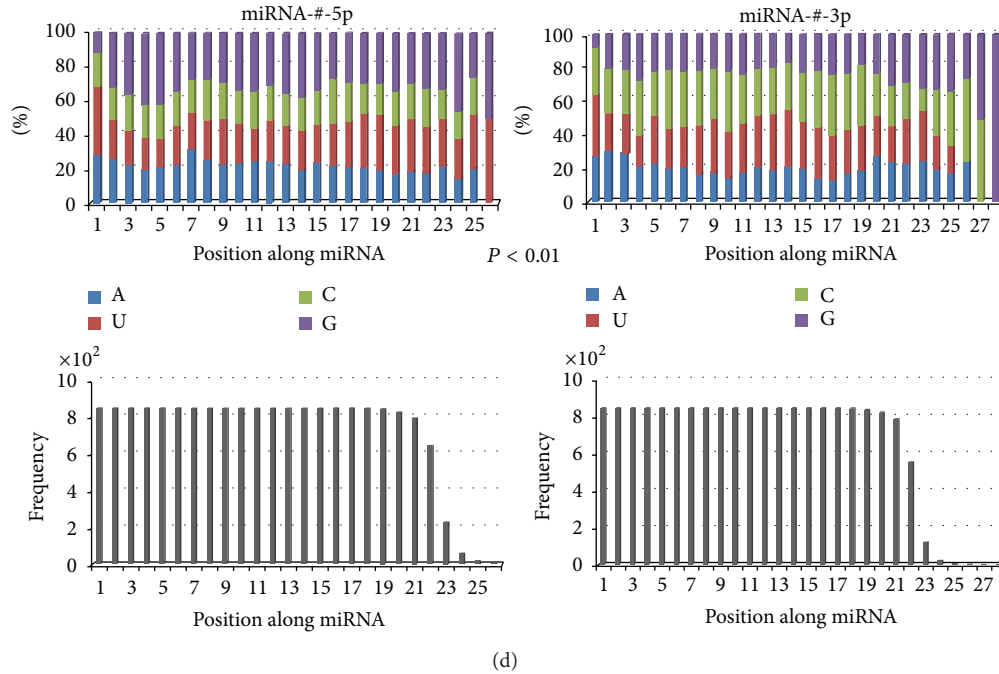 miRNA-#-5p
100
80
60
40
20
0
(%)
1 3 5 7 9 11 13 15 17 19 21 23 25
Position along miRNA
A
C
U
G
miRNA-#-3p
100
80
60
40
20
0
(%)
1 3 5 7 9 11 13 15 17 19 21 23 25 27
Position along miRNA
A
C
U
G
P < 0.01
×10²
10
8
6
4
2
0
Frequency
1 3 5 7 9 11 13 15 17 19 21 23 25
Position along miRNA
×10²
10
8
6
4
2
0
Frequency
1 3 5 7 9 11 13 15 17 19 21 23 25 27
Position along miRNA
(d)